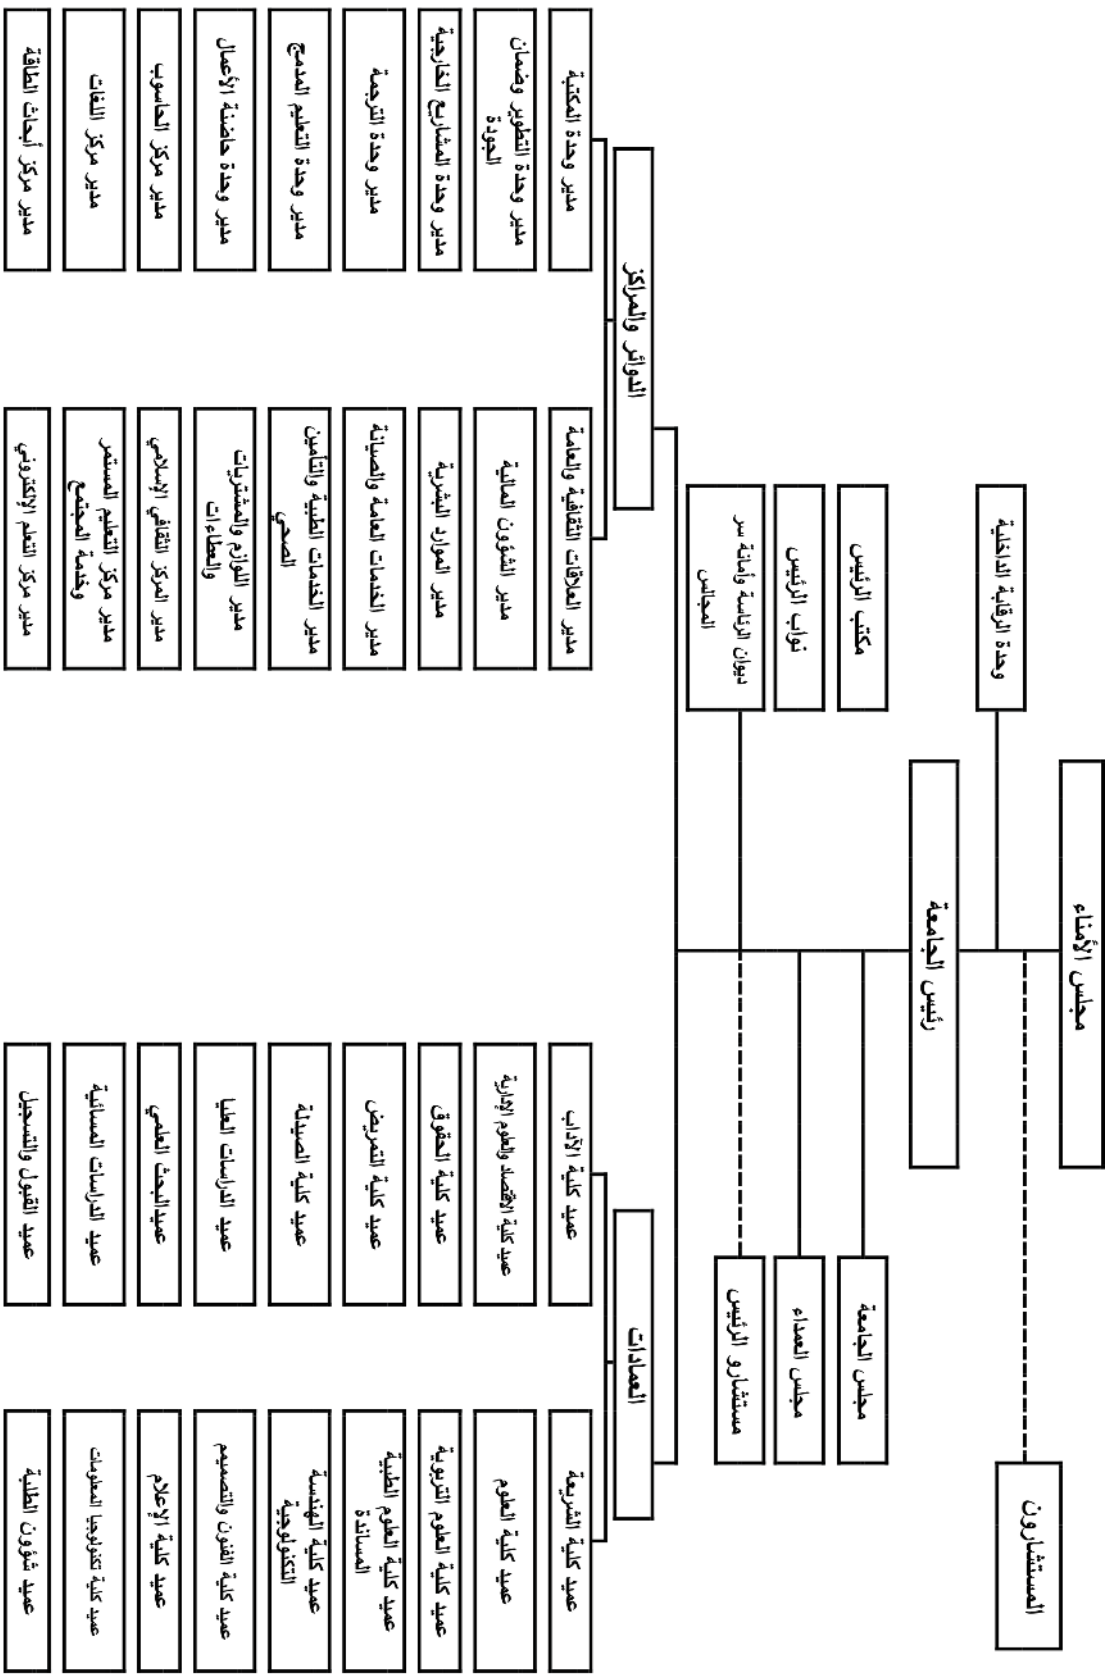 مجلس الأمناء
المستشارون
وحدة الرقابة الداخلية
رئيس الجامعة
مجلس الجامعة
مكتب الرئيس
مجلس العمداء
نواب الرئيس
مستشارو الرئيس
ديوان الرئاسة وأمانة سر
المجالس
العمادات
الدوائر والمراكز
عميد كلية الشريعة
عميد كلية الآداب
مدير العلاقات الثقافية والعامة
مدير وحدة المكتبة
عميد كلية العلوم
عميد كلية الاقتصاد والعلوم الإدارية
مدير الشؤون المالية
مدير وحدة التطوير وضمان
الجودة
عميد كلية العلوم التربوية
عميد كلية الحقوق
مدير الموارد البشرية
مدير وحدة المشاريع الخارجية
عميد كلية العلوم الطبية
المساندة
عميد كلية التمريض
مدير الخدمات العامة والصيانة
مدير وحدة الترجمة
عميد كلية الهندسة
التكنولوجية
عميد كلية الصيدلة
مدير الخدمات الطبية والتأمين
الصحي
مدير وحدة التعليم المدمج
عميد كلية الفنون والتصميم
عميد الدراسات العليا
مدير اللوازم والمشتريات
والعطاءات
مدير وحدة حاضنة الأعمال
عميد كلية الإعلام
عميدالبحث العلمي
مدير المركز الثقافي الإسلامي
مدير مركز الحاسوب
عميد كلية تكنولوجيا المعلومات
عميد الدراسات المسائية
مدير مركز التعليم المستمر
وخدمة المجتمع
مدير مركز اللغات
عميد شؤون الطلبة
عميد القبول والتسجيل
مدير مركز التعلم الإلكتروني
مدير مركز أبحاث الطاقة